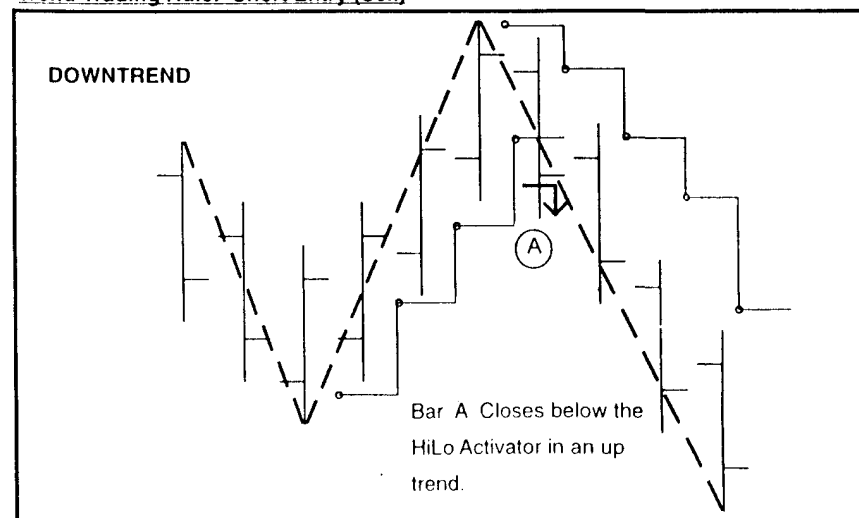 DOWNTREND
A
Bar A Closes below the
HiLo Activator in an up
trend.